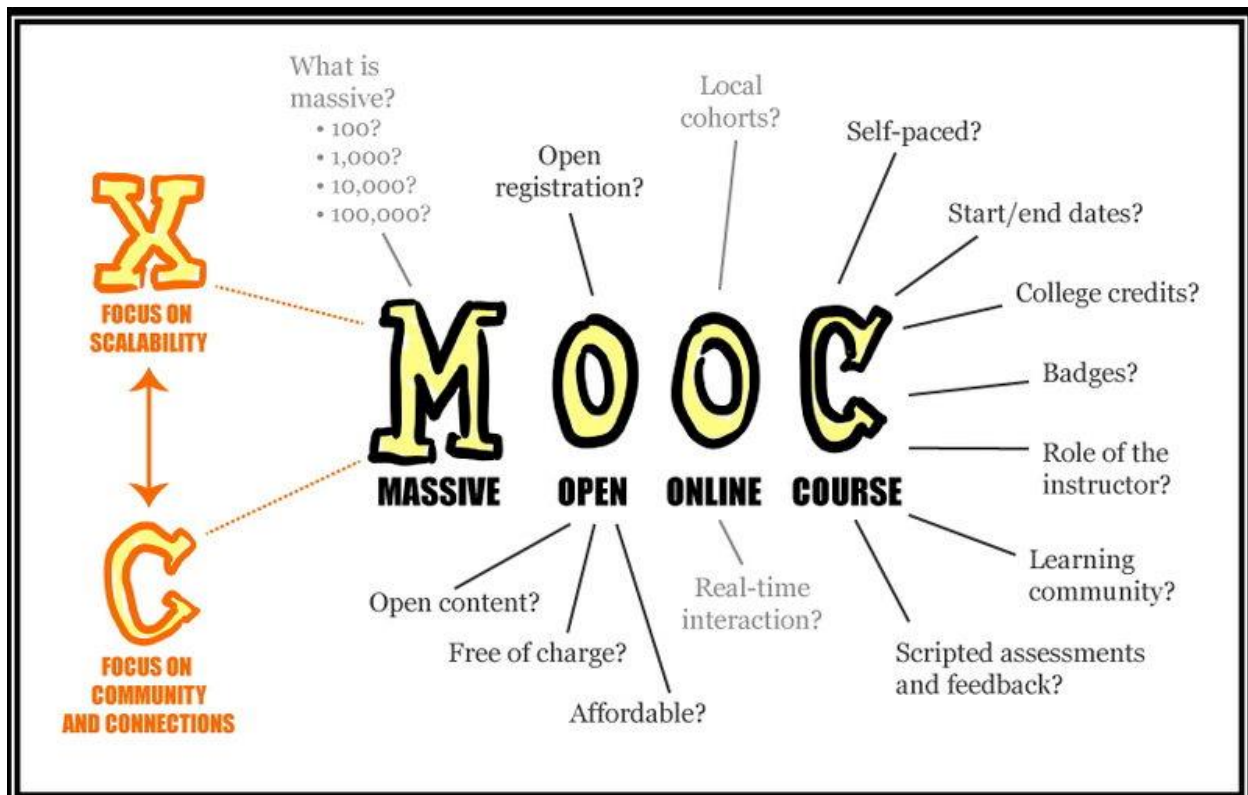 What is
massive?
• 100?
• 1,000?
• 10,000?
• 100,000?
Local
cohorts?
Self-paced?
Open
registration?
Start/end dates?
College credits?
Badges?
Role of the
instructor?
Learning
community?
Scripted assessments
and feedback?
X
FOCUS ON
SCALABILITY
C
FOCUS ON
COMMUNITY
AND CONNECTIONS
MOOC
MASSIVE OPEN ONLINE COURSE
Open content?
Free of charge?
Affordable?
Real-time
interaction?